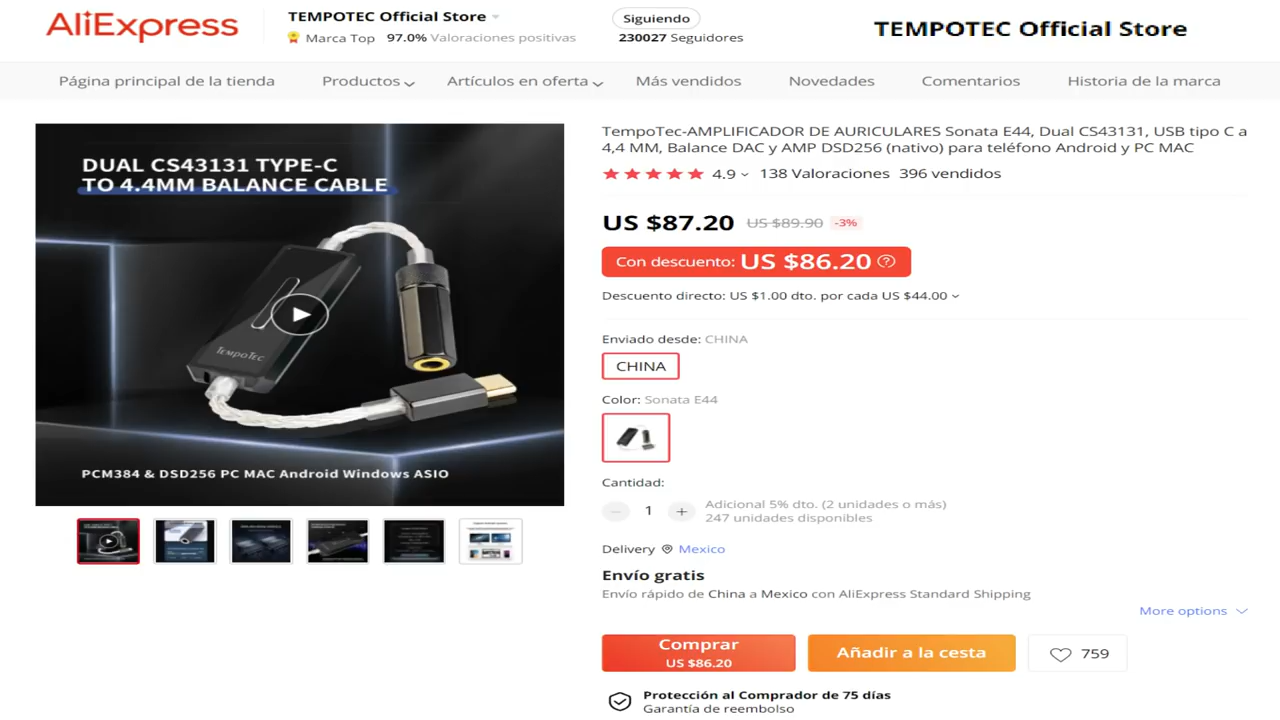 AliExpress
TEMPOTEC Official Store
Marca Top 97.0% Valoraciones positivas
Siguiendo
230027 Seguidores
TEMPOTEC Official Store
Página principal de la tienda Productos Artículos en oferta Más vendidos Novedades Comentarios Historia de la marca
DUAL CS43131 TYPE-C
TO 4.4MM BALANCE CABLE
TEMPOTEC
PCM384 & DSD256 PC MAC Android Windows ASIO
TempoTec-AMPLIFICADOR DE AURICULARES Sonata E44, Dual CS43131, USB tipo C a
4,4 MM, Balance DAC y AMP DSD256 (nativo) para teléfono Android y PC MAC
4.9 138 Valoraciones 396 vendidos
US $87.20 US $89.90 -3%
Con descuento: US $86.20
Descuento directo: US $1.00 dto. por cada US $44.00
Enviado desde: CHINA
CHINA
Color: Sonata E44
Cantidad:
1
Adicional 5% dto. (2 unidades o más)
247 unidades disponibles
Delivery Mexico
Envío gratis
Envío rápido de China a Mexico con AliExpress Standard Shipping
More options
Comprar
US $86.20
Añadir a la cesta
759
Protección al Comprador de 75 días
Garantía de reembolso